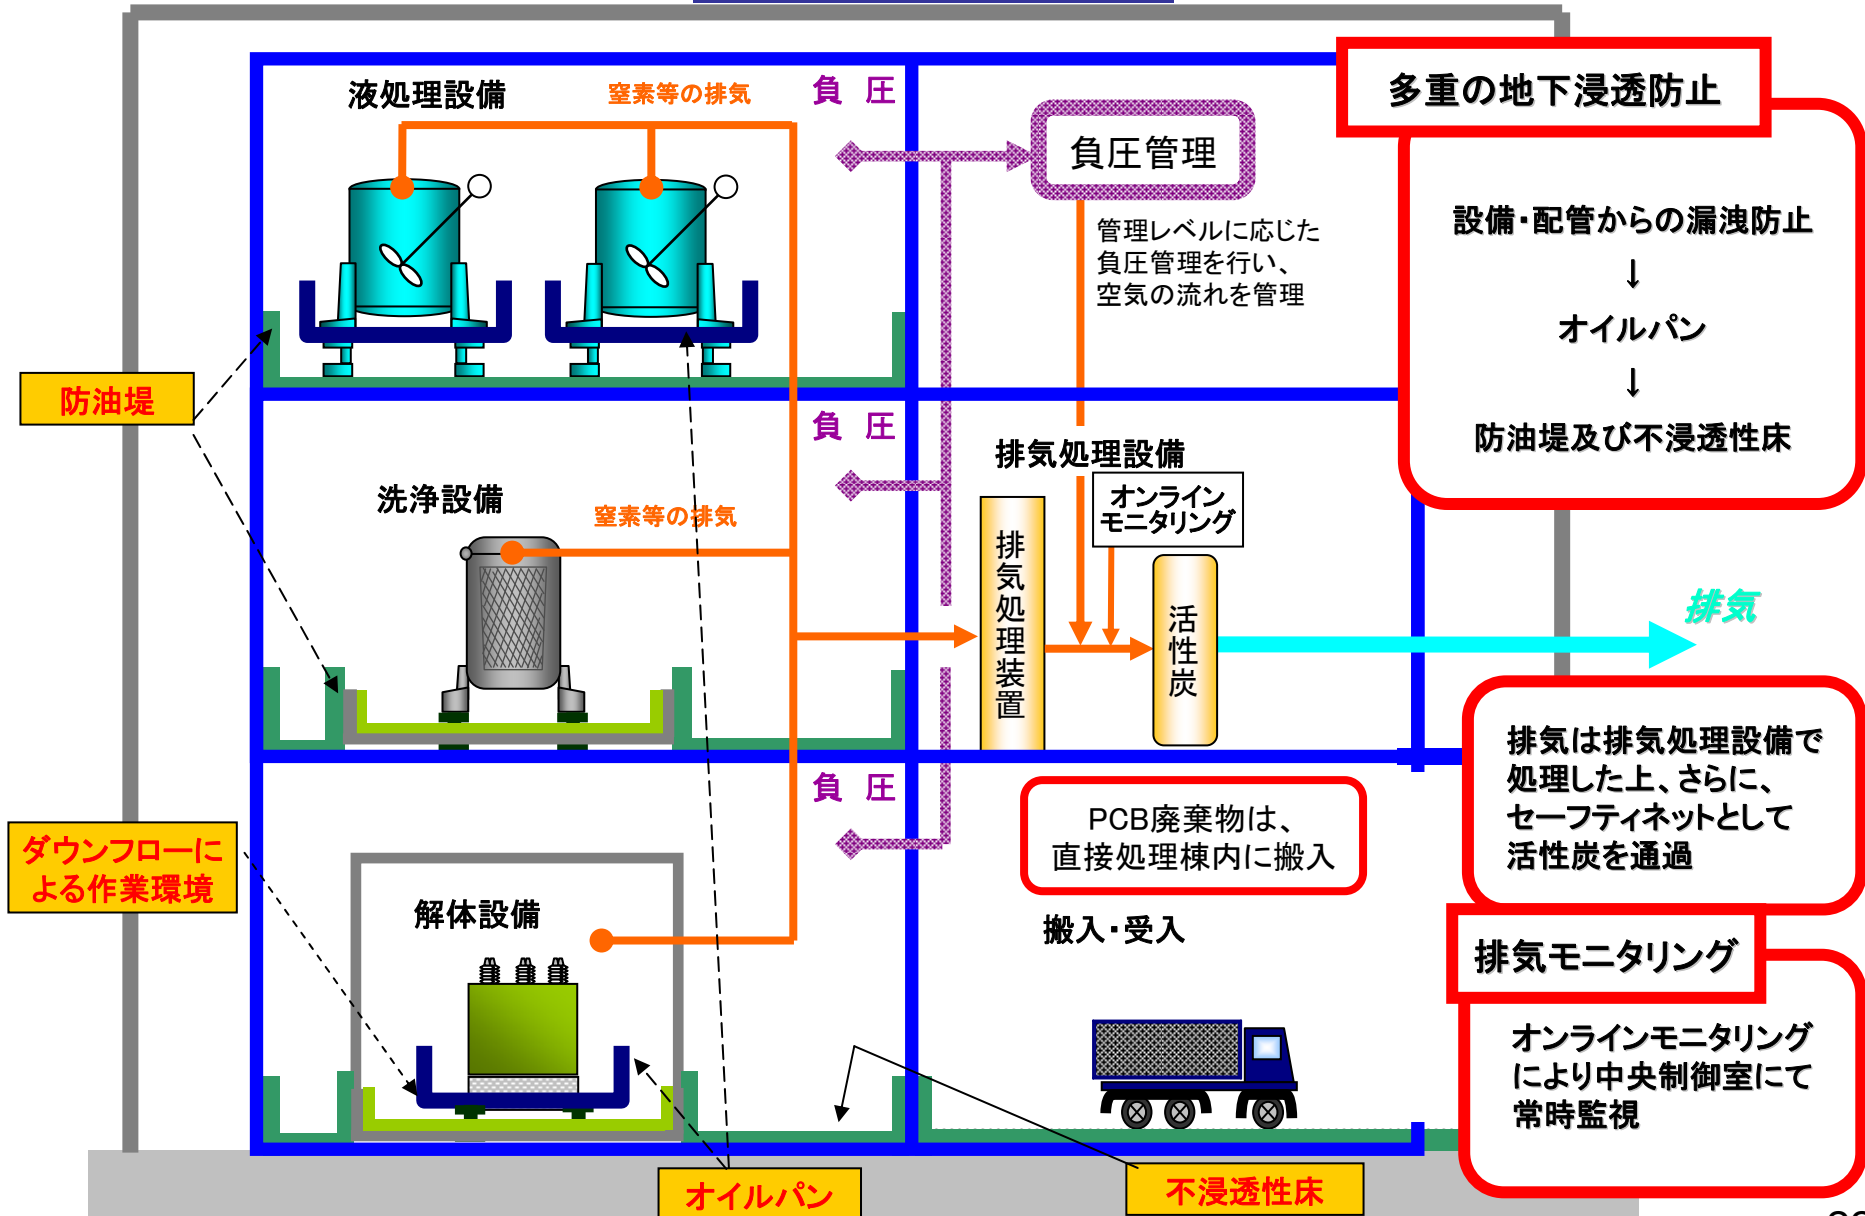 液処理設備
窒素等の排気
負 圧
負圧管理
管理レベルに応じた
負圧管理を行い、
空気の流れを管理
多重の地下浸透防止
設備・配管からの漏洩防止
↓
オイルパン
↓
防油堤及び不浸透性床
防油堤
負 圧
洗浄設備
窒素等の排気
排気処理設備
オンライン
モニタリング
排気処理装置
活性炭
排気
排気は排気処理設備で
処理した上、さらに、
セーフティネットとして
活性炭を通過
負 圧
PCB廃棄物は、
直接処理棟内に搬入
ダウンフローに
よる作業環境
解体設備
搬入・受入
排気モニタリング
オンラインモニタリング
により中央制御室にて
常時監視
オイルパン
不浸透性床